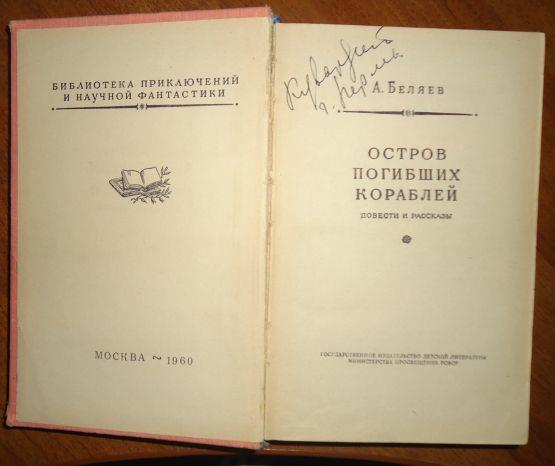 БИБЛИОТЕКА ПРИКЛЮЧЕНИЙ
И НАУЧНОЙ ФАНТАСТИКИ
МОСКВА ~ 1960
г. Пермь
А. БЕЛЯЕВ
ОСТРОВ
ПОГИБШИХ
КОРАБЛЕЙ
ПОВЕСТИ И РАССКАЗЫ
ГОСУДАРСТВЕННОЕ ИЗДАТЕЛЬСТВО ДЕТСКОЙ ЛИТЕРАТУРЫ
МИНИСТЕРСТВА ПРОСВЕЩЕНИЯ РСФСР